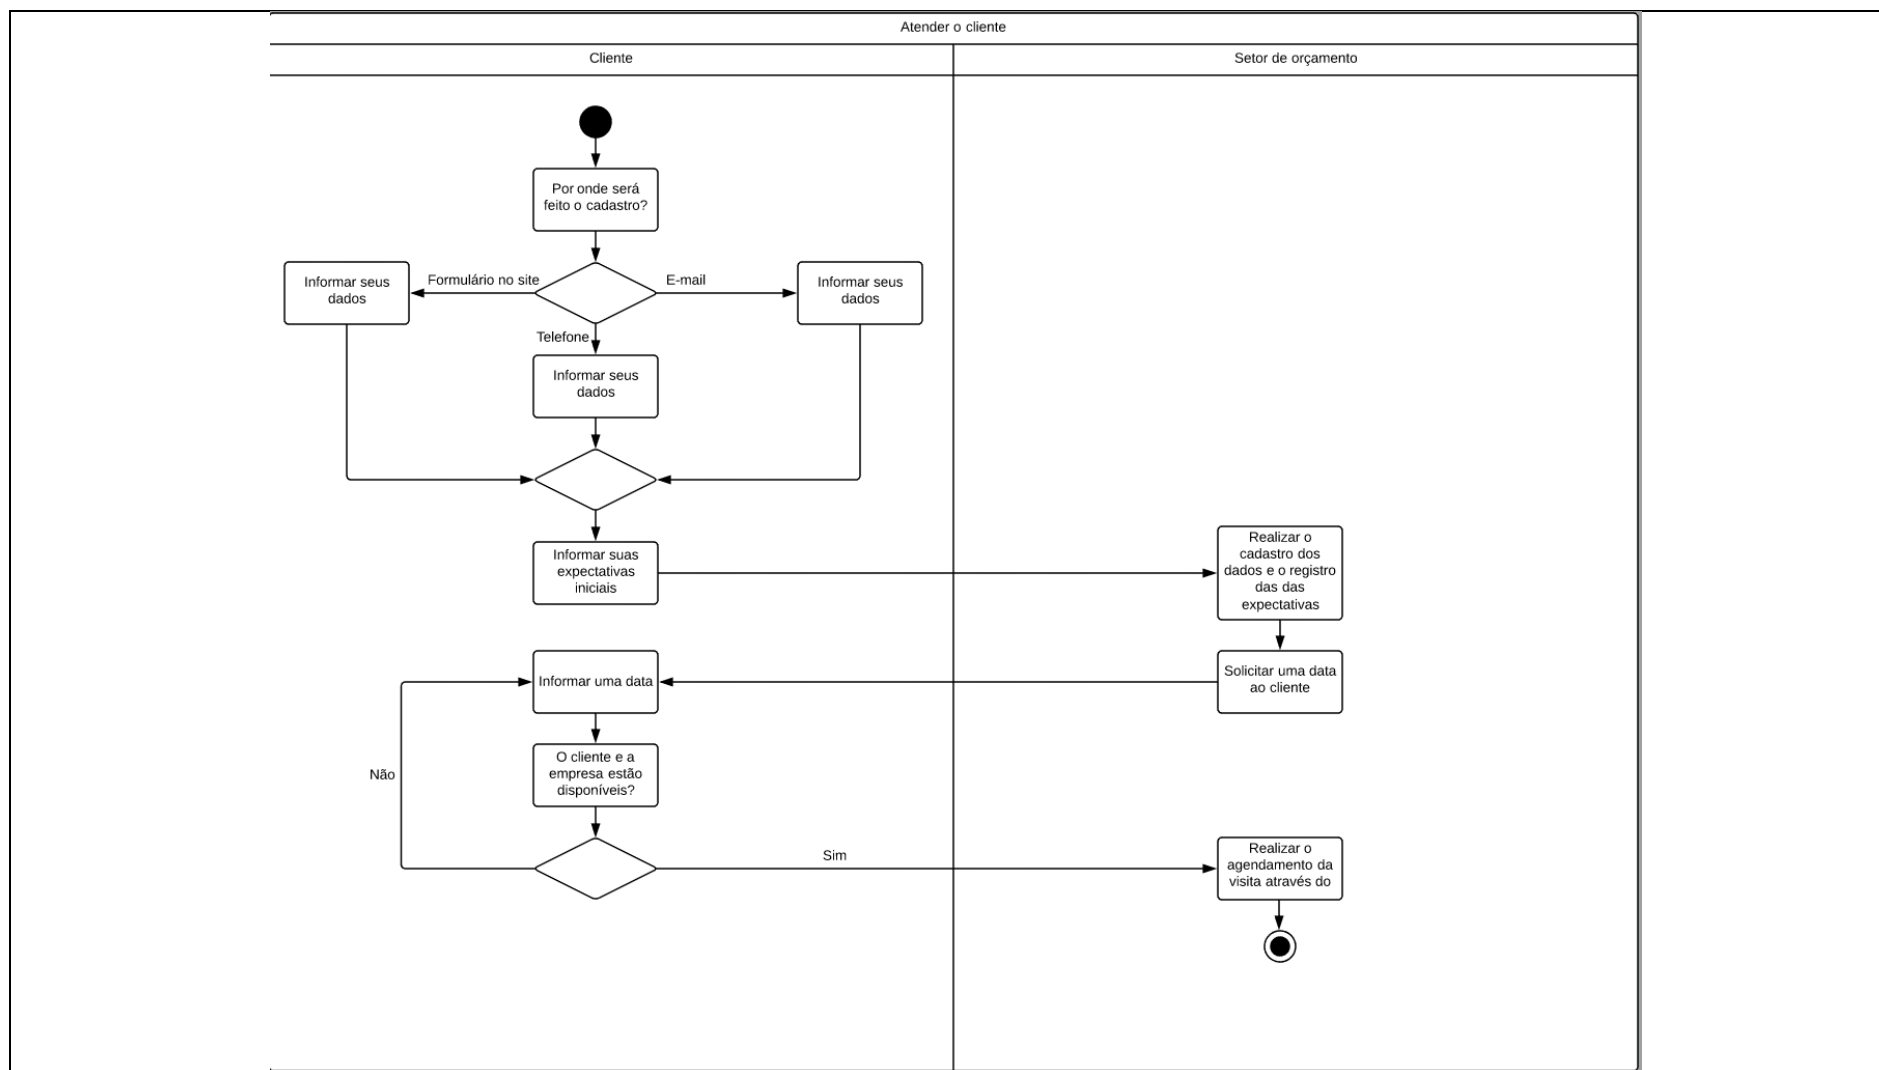 Atender o cliente
Cliente
Setor de orçamento
Por onde será
feito o cadastro?
Formulário no site
E-mail
Informar seus
dados
Informar seus
dados
Telefone
Informar seus
dados
Informar suas
expectativas
iniciais
Realizar o
cadastro dos
dados e o registro
das das
expectativas
Solicitar uma data
ao cliente
Informar uma data
O cliente e a
empresa estão
disponíveis?
Não
Sim
Realizar o
agendamento da
visita através do